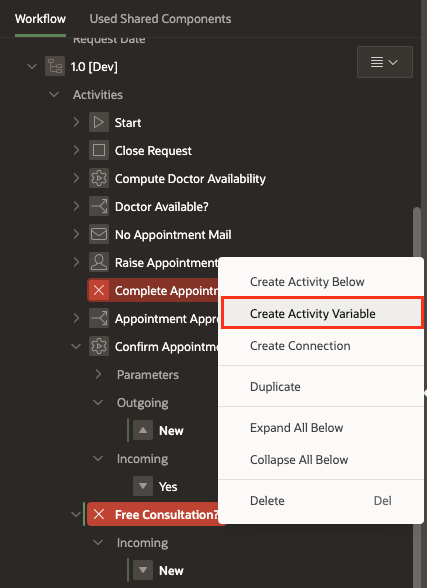 Workflow Used Shared Components
Request Date
1.0 [Dev]
Activities
Start
Close Request
Compute Doctor Availability
Doctor Available?
No Appointment Mail
Raise Appointment
Complete Appointm
Appointment Appro
Confirm Appointme
Parameters
Outgoing
New
Incoming
Yes
Free Consultation?
Incoming
New
Create Activity Below
Create Activity Variable
Create Connection
Duplicate
Expand All Below
Collapse All Below
Delete Del